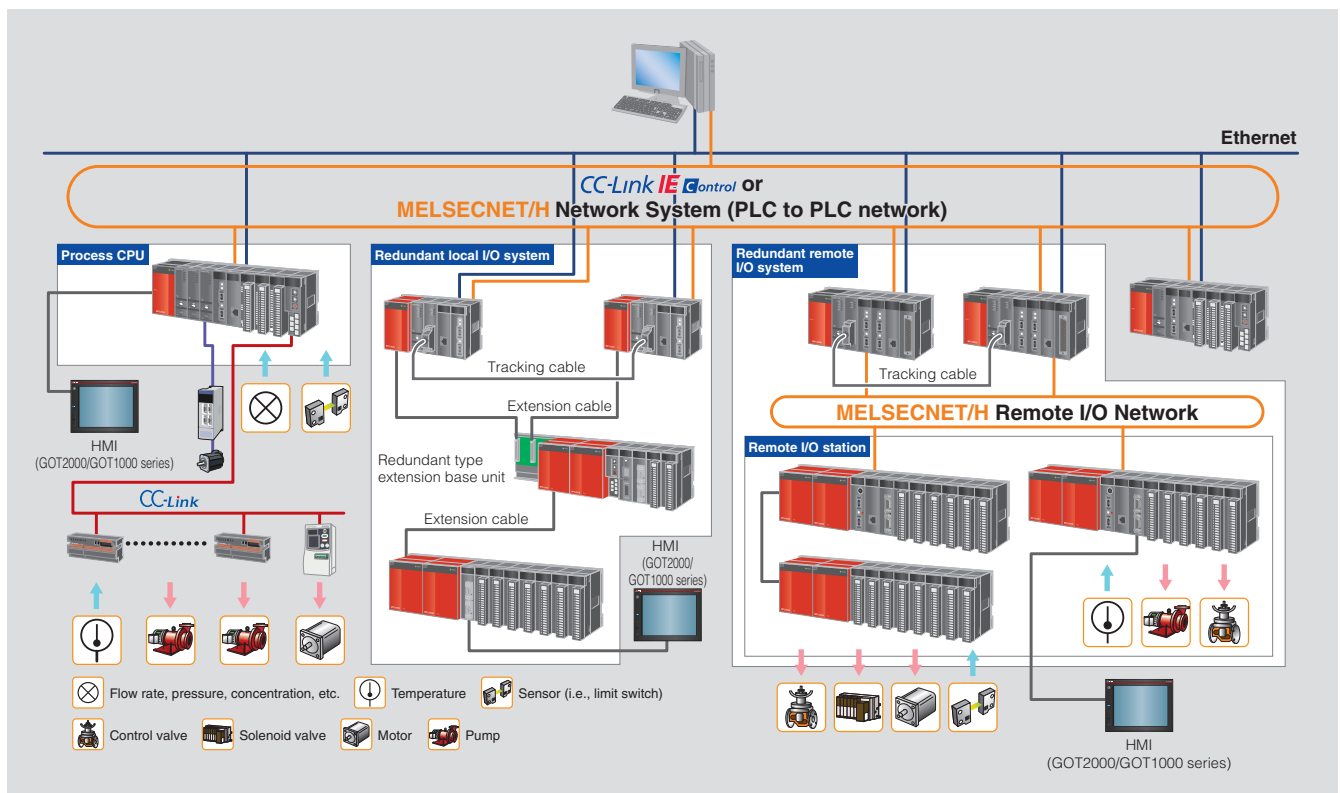 Ethernet
CC-Link IE Control or
MELSECNET/H Network System (PLC to PLC network)
Process CPU
HMI
(GOT2000/GOT1000 series)
CC-Link
Redundant local I/O system
Tracking cable
Extension cable
Redundant type
extension base unit
Extension cable
HMI
(GOT2000/
GOT1000 series)
Redundant remote
I/O system
Tracking cable
MELSECNET/H Remote I/O Network
Remote I/O station
HMI
(GOT2000/GOT1000 series)
Flow rate, pressure, concentration, etc.
Temperature
Sensor (i.e., limit switch)
Control valve
Solenoid valve
Motor
Pump